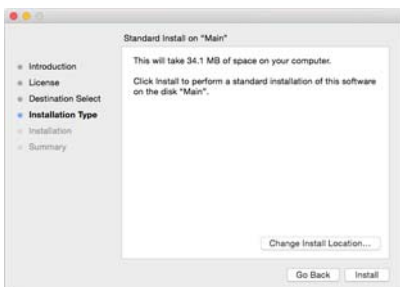 Standard Install on "Main"
Introduction
License
Destination Select
Installation Type
Installation
Summary
This will take 34.1 MB of space on your computer.
Click Install to perform a standard installation of this software
on the disk "Main".
Change Install Location...
Go Back
Install